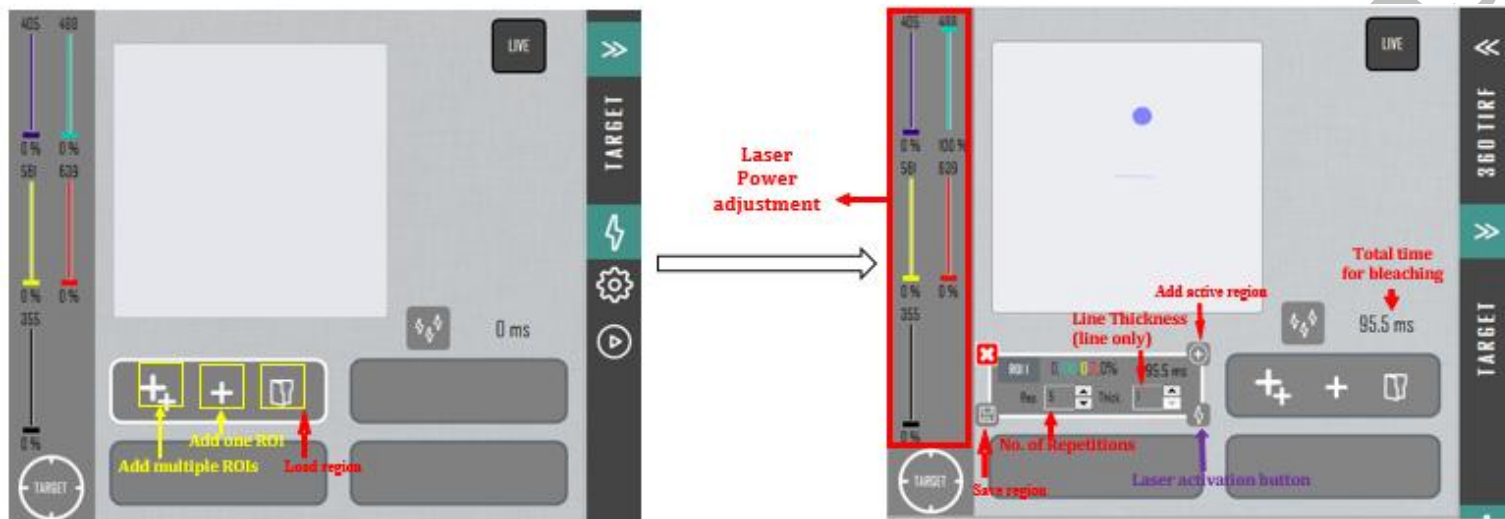 405 488
LIVE
0 % 0 %
561 639
TARGET
0 % 0 %
355
0 ms
0 %
Add one ROI
Add multiple ROIs
Load region
TARGET
Laser
Power
adjustment
405 488
LIVE
0 % 100 %
561 639
360 TIRF
0 % 0 %
355
Total time
for bleaching
95.5 ms
Add active region
Line Thickness
(line only)
ROI 1 95.5 ms
Rep. 5 Thick. 1
0 %
No. of Repetitions
Laser activation button
Save region
TARGET
TARGET